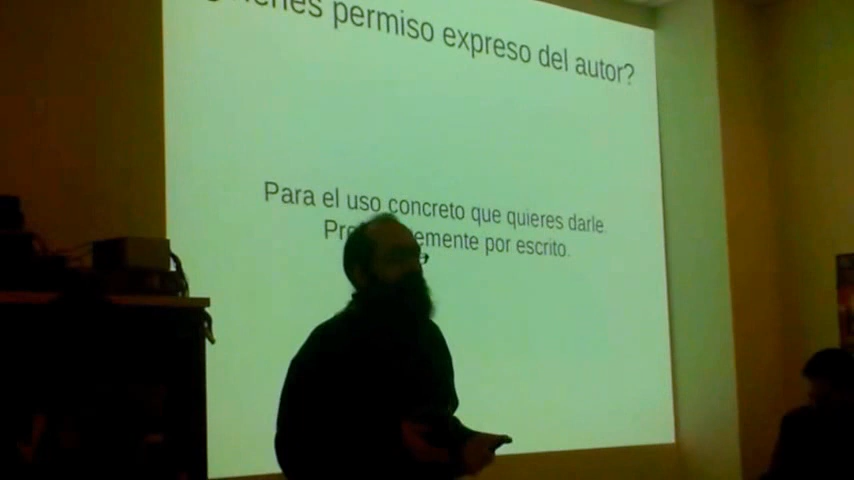 permiso expreso del autor?
Para el uso concreto que quieres darle.
por escrito.